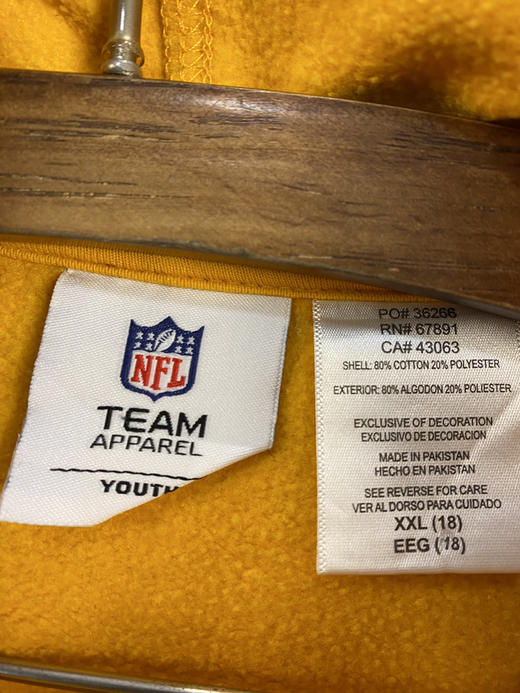 NFL
TEAM
APPAREL
PO# 36266
RN# 67891
CA# 43063
SHELL: 80% COTTON 20% POLYESTER
EXTERIOR: 80% ALGODON 20% POLIESTER
EXCLUSIVE OF DECORATION
EXCLUSIVO DE DECORACION
MADE IN PAKISTAN
HECHO EN PAKISTAN
SEE REVERSE FOR CARE
VER AL DORSO PARA CUIDADO
XXL (18)
EEG (18)